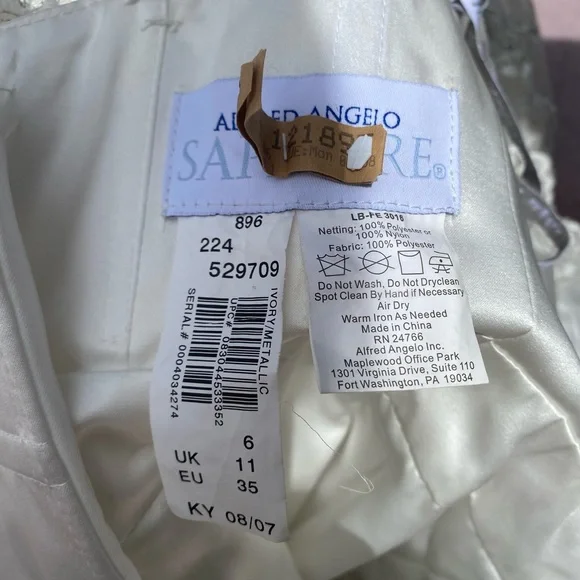 ALFRED ANGELO
SAPPHIRE®
12189
896
224
529709
IVORY/METALLIC
UPC# 083044533352
SERIAL# 0004034274
6
UK 11
EU 35
KY 08/07
LB-FE 3018
Netting: 100% Polyester or
100% Nylon
Fabric: 100% Polyester
Do Not Wash, Do Not Dryclean
Spot Clean By Hand if Necessary
Air Dry
Warm Iron As Needed
Made in China
RN 24766
Alfred Angelo Inc.
Maplewood Office Park
1301 Virginia Drive, Suite 110
Fort Washington, PA 19034